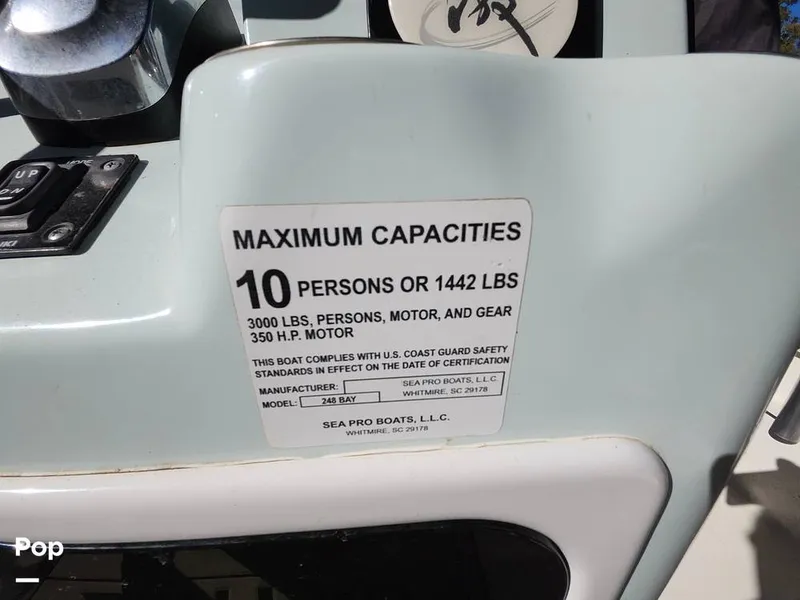 UP
ON
MAXIMUM CAPACITIES
10 PERSONS OR 1442 LBS
3000 LBS, PERSONS, MOTOR, AND GEAR
350 H.P. MOTOR
THIS BOAT COMPLIES WITH U.S. COAST GUARD SAFETY
STANDARDS IN EFFECT ON THE DATE OF CERTIFICATION
MANUFACTURER: SEA PRO BOATS, L.L.C.
WHITMIRE, SC 29178
MODEL: 248 BAY
SEA PRO BOATS, L.L.C.
WHITMIRE, SC 29178
Pop